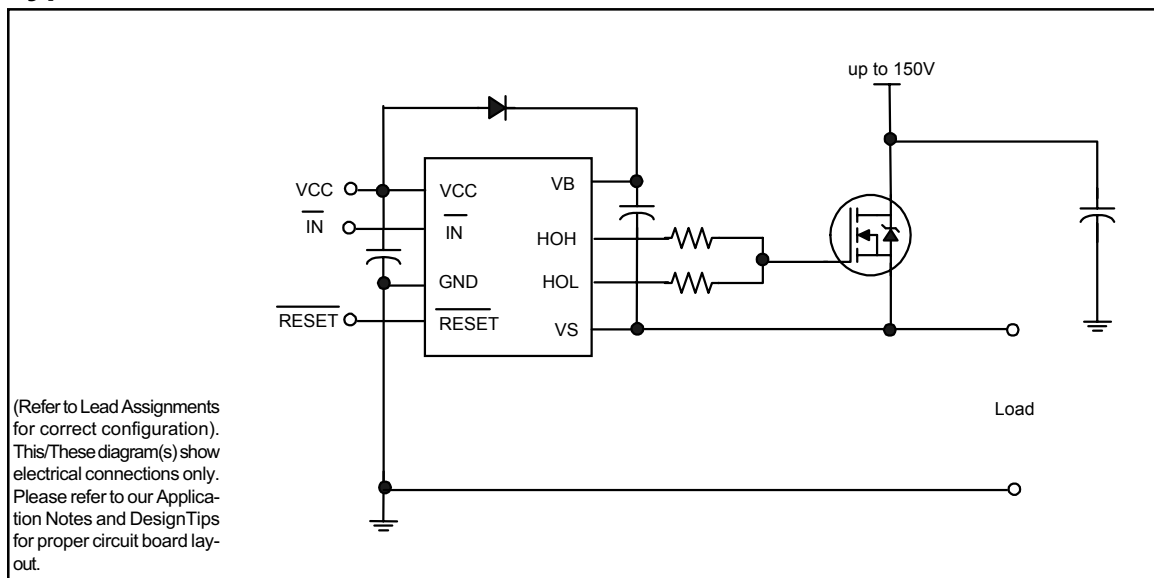 up to 150V
VCC
IN
RESET
VCC
IN
GND
RESET
VB
HOH
HOL
VS
Load
(Refer to Lead Assignments
for correct configuration).
This/These diagram(s) show
electrical connections only.
Please refer to our Applica-
tion Notes and DesignTips
for proper circuit board lay-
out.